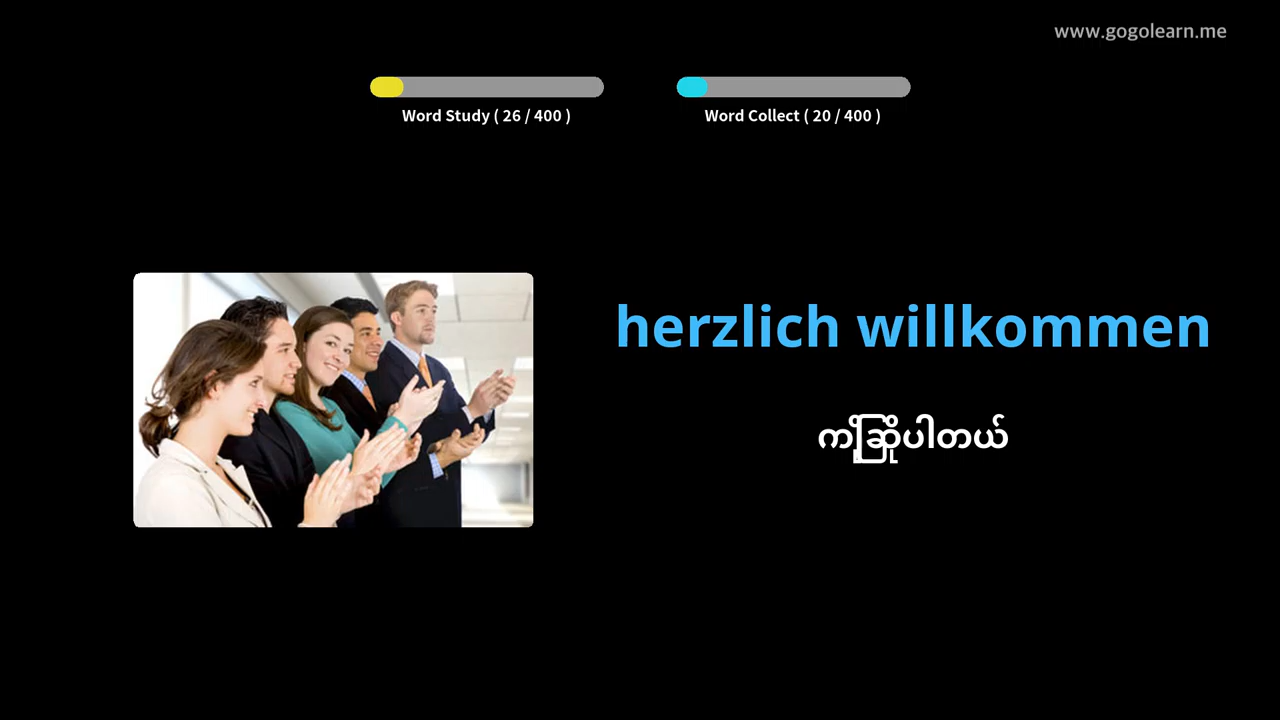 www.gogolearn.me
Word Study ( 26 / 400 )
Word Collect ( 20 / 400 )
herzlich willkommen
ကိုဆြိုပါတယ်